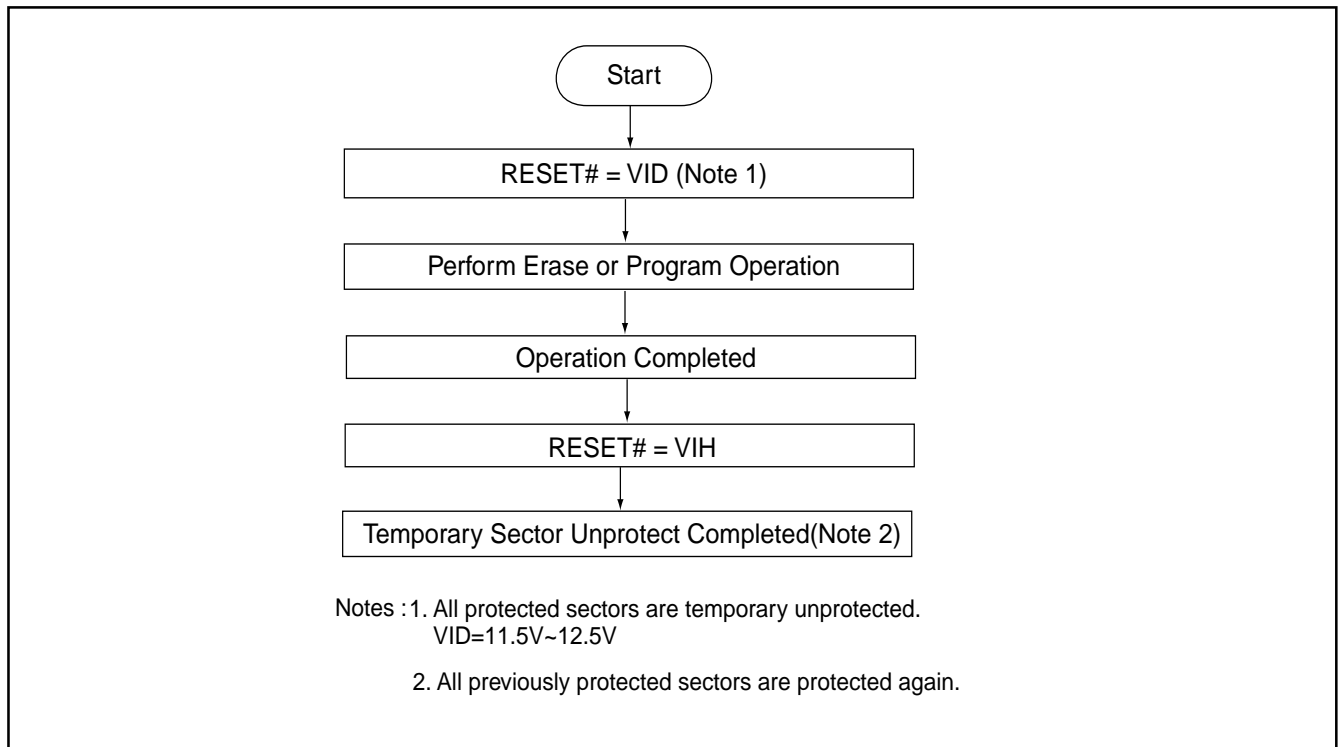 Start
RESET# = VID (Note 1)
Perform Erase or Program Operation
Operation Completed
RESET# = VIH
Temporary Sector Unprotect Completed(Note 2)
Notes : 1. All protected sectors are temporary unprotected.
VID=11.5V~12.5V
2. All previously protected sectors are protected again.